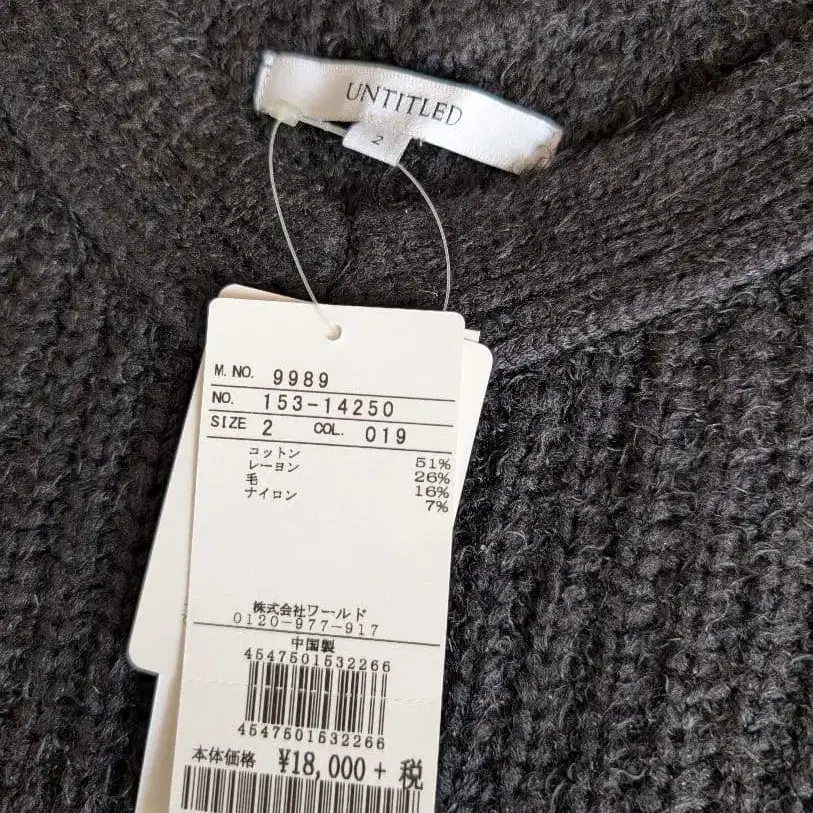 UNTITLED
2
M. NO. 9989
NO. 153-14250
SIZE 2 COL. 019
コットン 51%
レーヨン 26%
毛 16%
ナイロン 7%
株式会社ワールド
0120-977-917
中国製
4547501532266
4547501532266
本体価格 ¥18,000 + 税